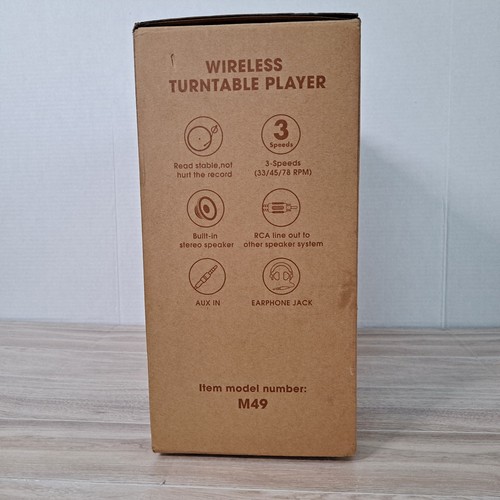 WIRELESS
TURNTABLE PLAYER
3
Speeds
Read stable,not
hurt the record
3-Speeds
(33/45/78 RPM)
Built-in
stereo speaker
RCA line out to
other speaker system
AUX IN
EARPHONE JACK
Item model number:
M49